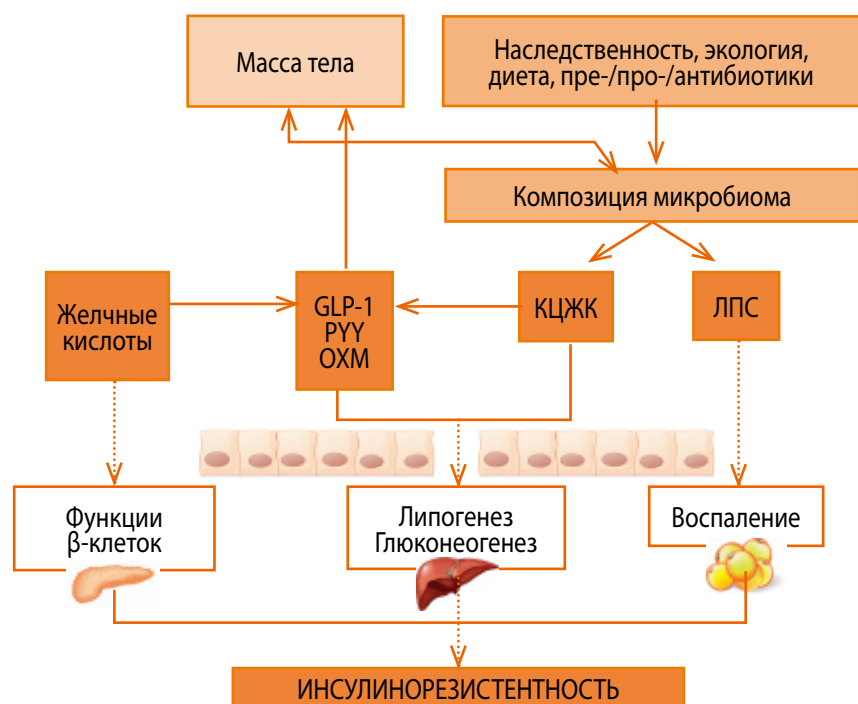 Масса тела
Наследственность, экология,
диета, пре-/про-/антибиотики
Композиция микробиома
Желчные
кислоты
GLP-1
PYY
OXM
КЦЖК
ЛПС
Функции
β-клеток
Липогенез
Глюконеогенез
Воспаление
ИНСУЛИНОРЕЗИСТЕНТНОСТЬ